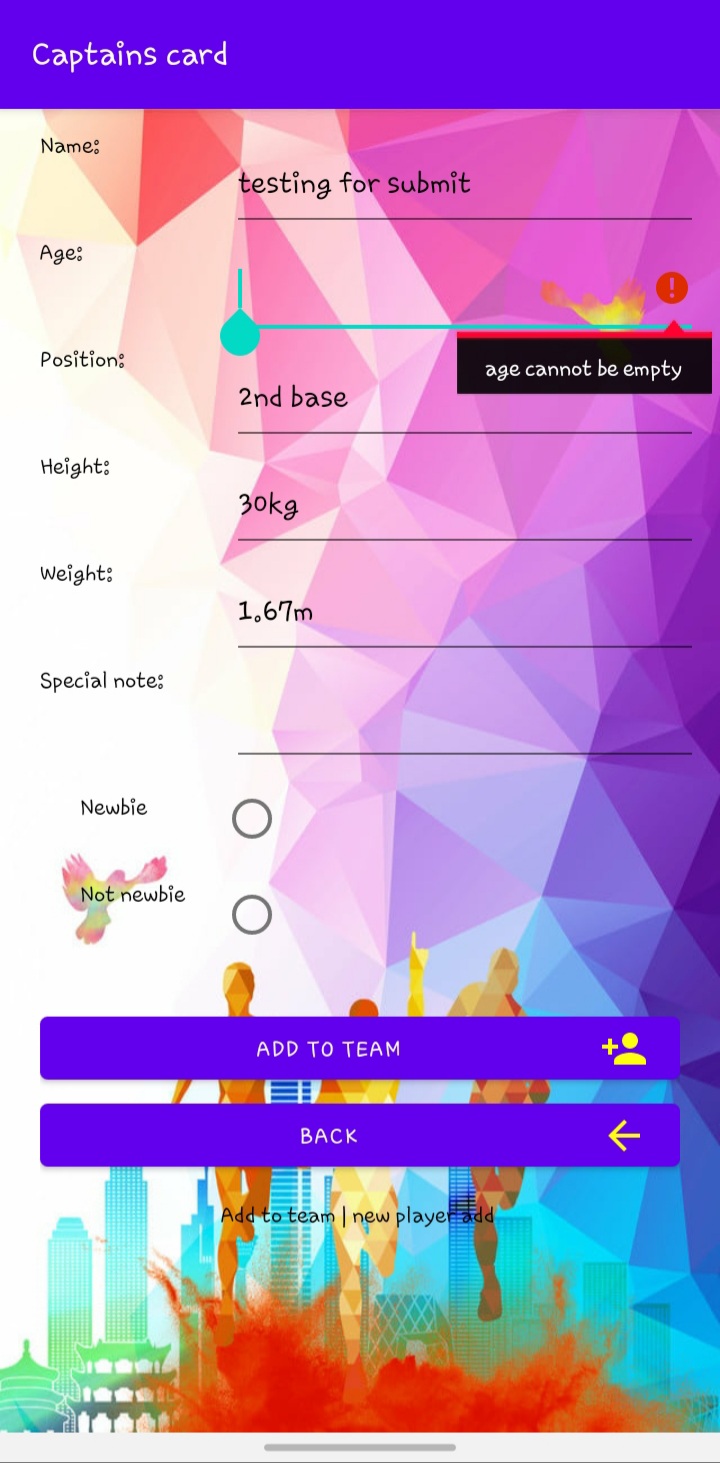 Captains card
Name:
testing for submit
Age:
Position:
age cannot be empty
2nd base
Height:
30kg
Weight:
1.67m
Special note:
Newbie
Not newbie
ADD TO TEAM
BACK
Add to team | new player add